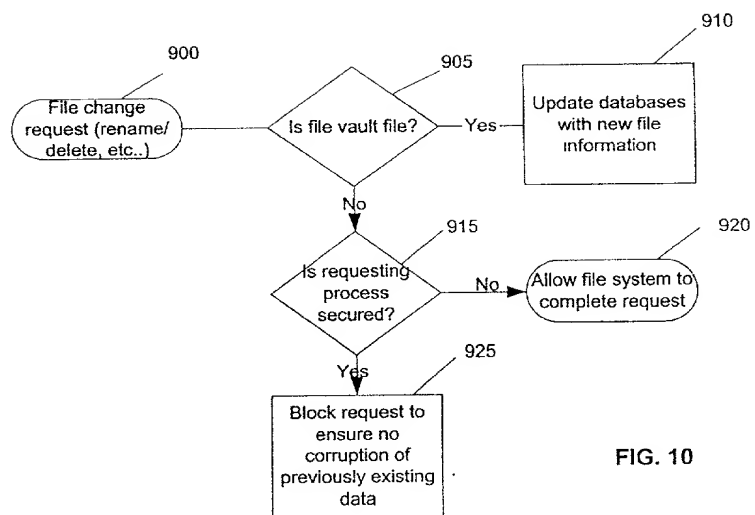 900
File change
request (rename/
delete, etc..)
905
Is file vault file?
Yes
910
Update databases
with new file
information
No
915
Is requesting
process
secured?
No
920
Allow file system to
complete request
Yes
925
Block request to
ensure no
corruption of
previously existing
data
FIG. 10